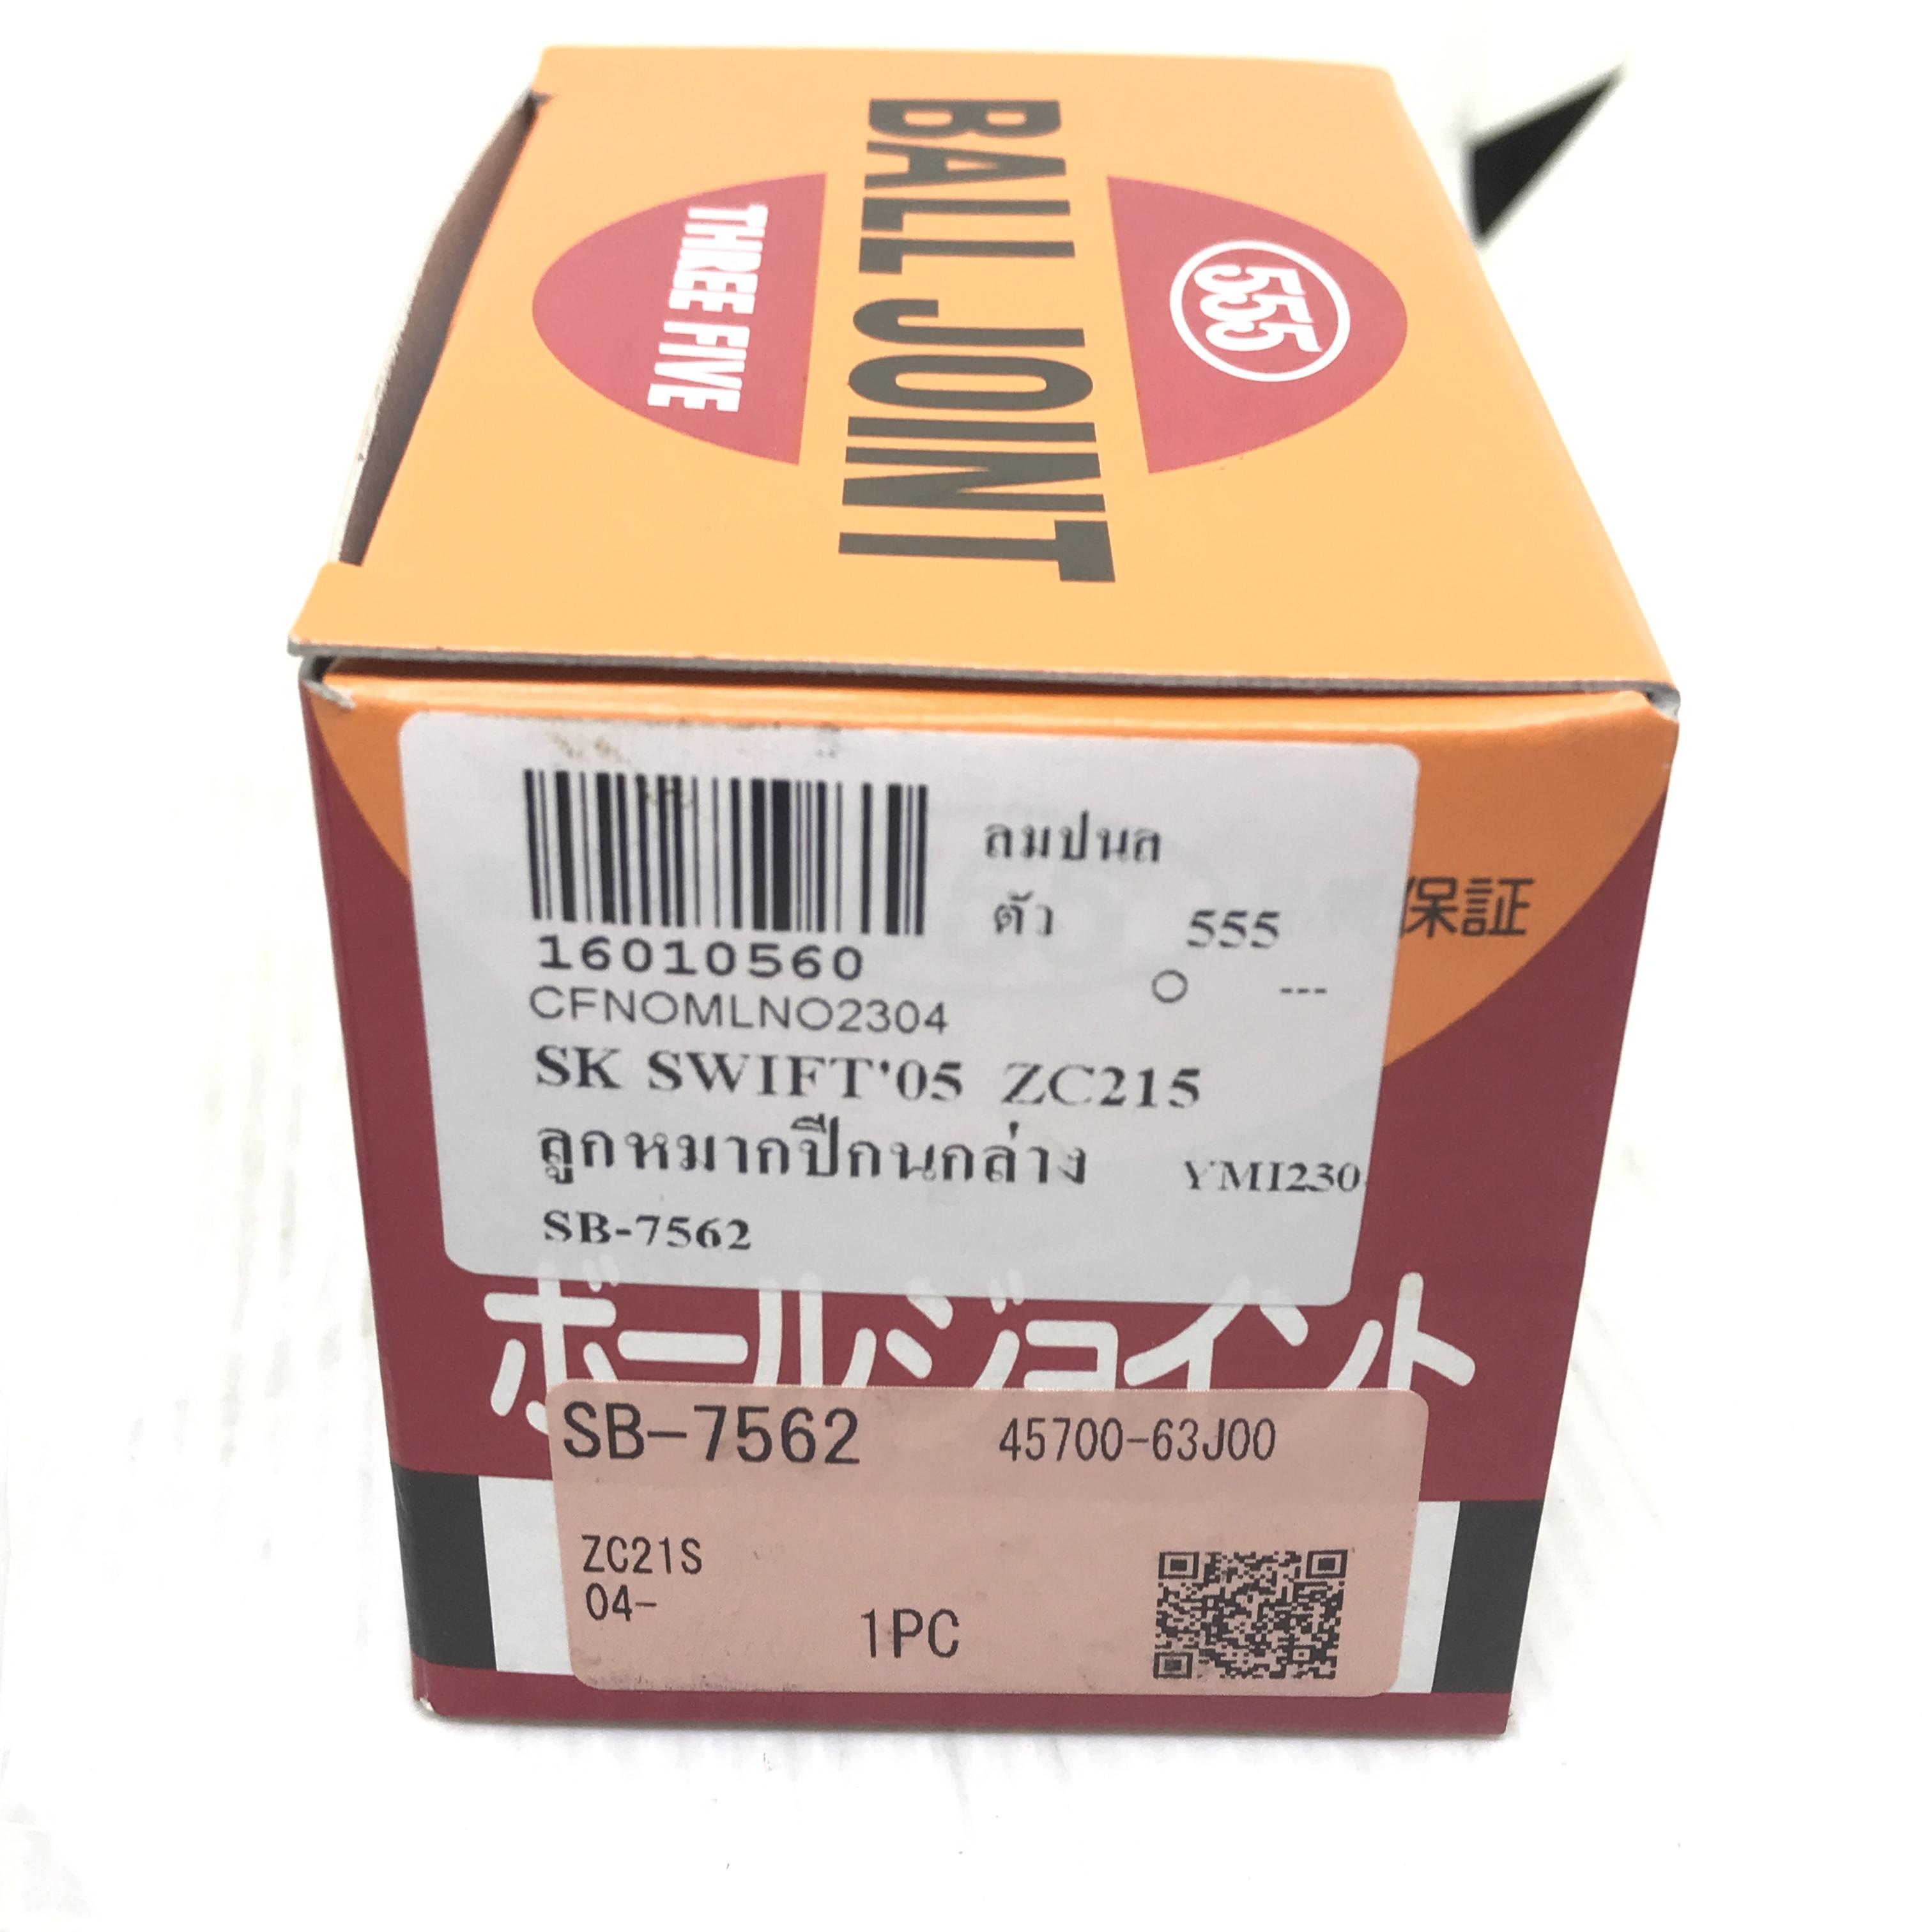 555
BALL JOINT
THREE FIVE
ลมปนล
ตัว 555
16010560
O ---
CFNOMLNO2304
SK SWIFT'05 ZC215
ลูกหมากปีกนกล่าง YMI230
SB-7562
保証
ボールジョイント
SB-7562 45700-63J00
ZC21S
04-
1PC